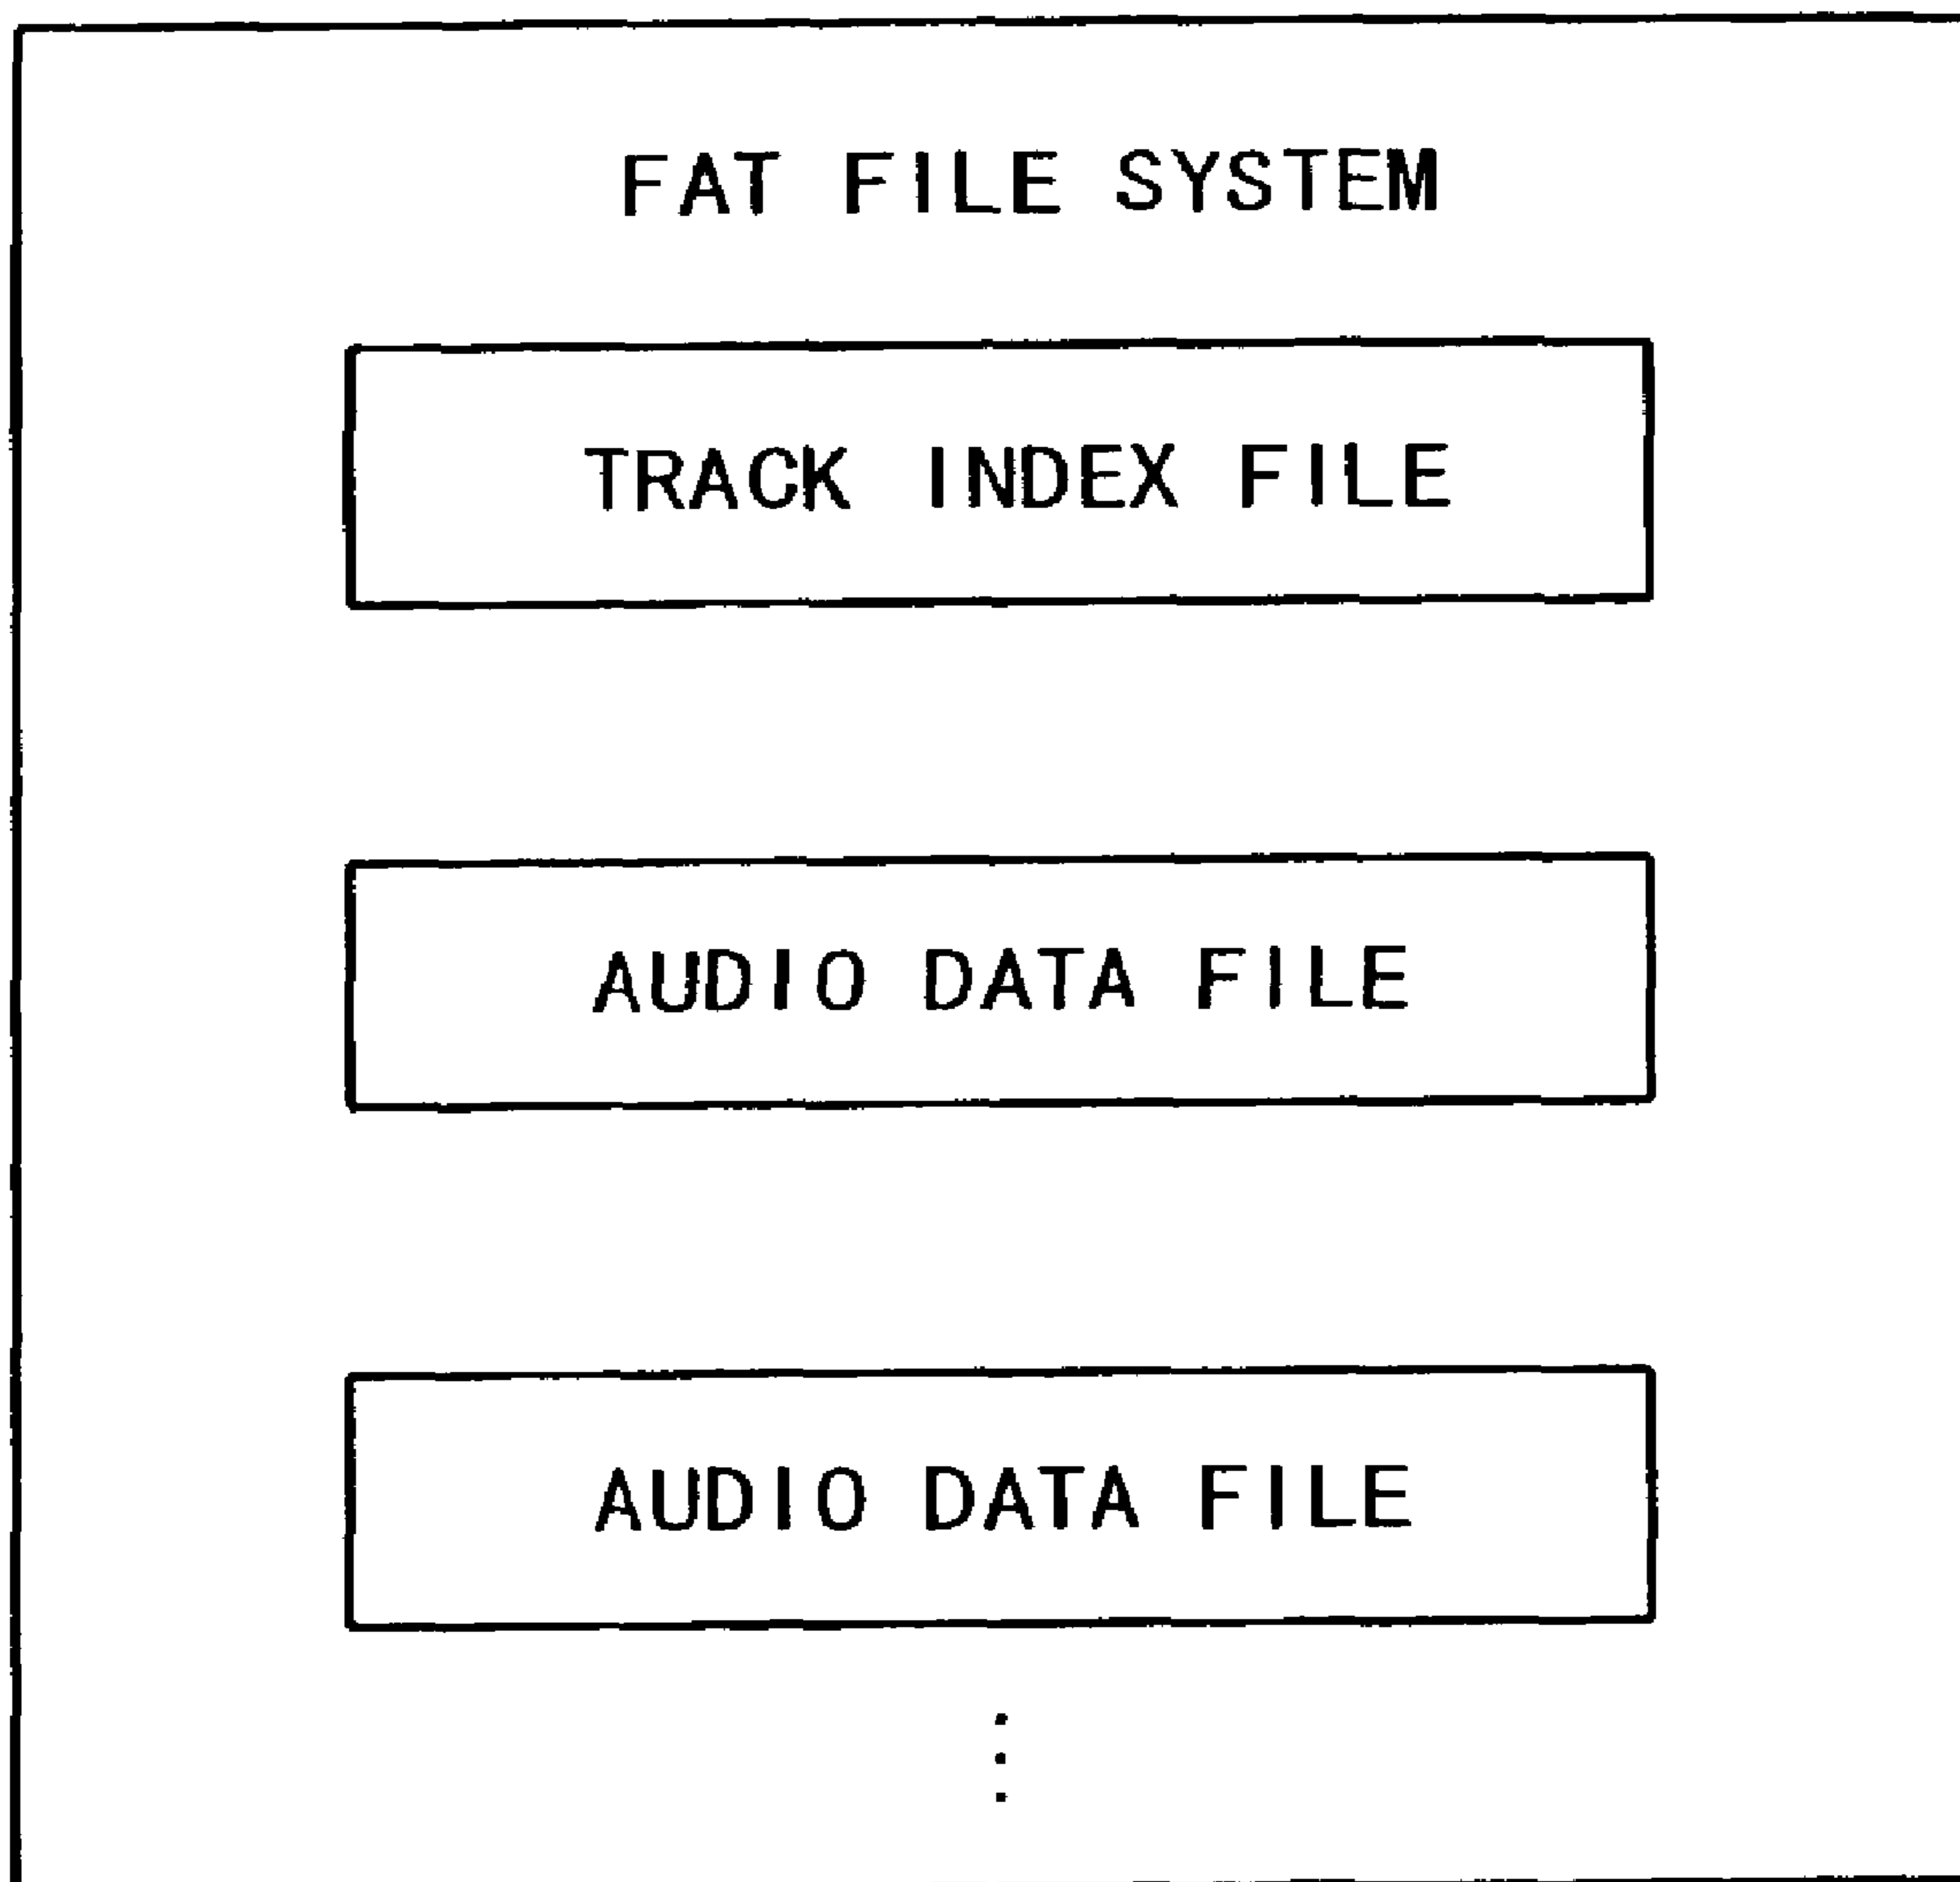 FAT FILE SYSTEM
TRACK INDEX FILE
AUDIO DATA FILE
AUDIO DATA FILE